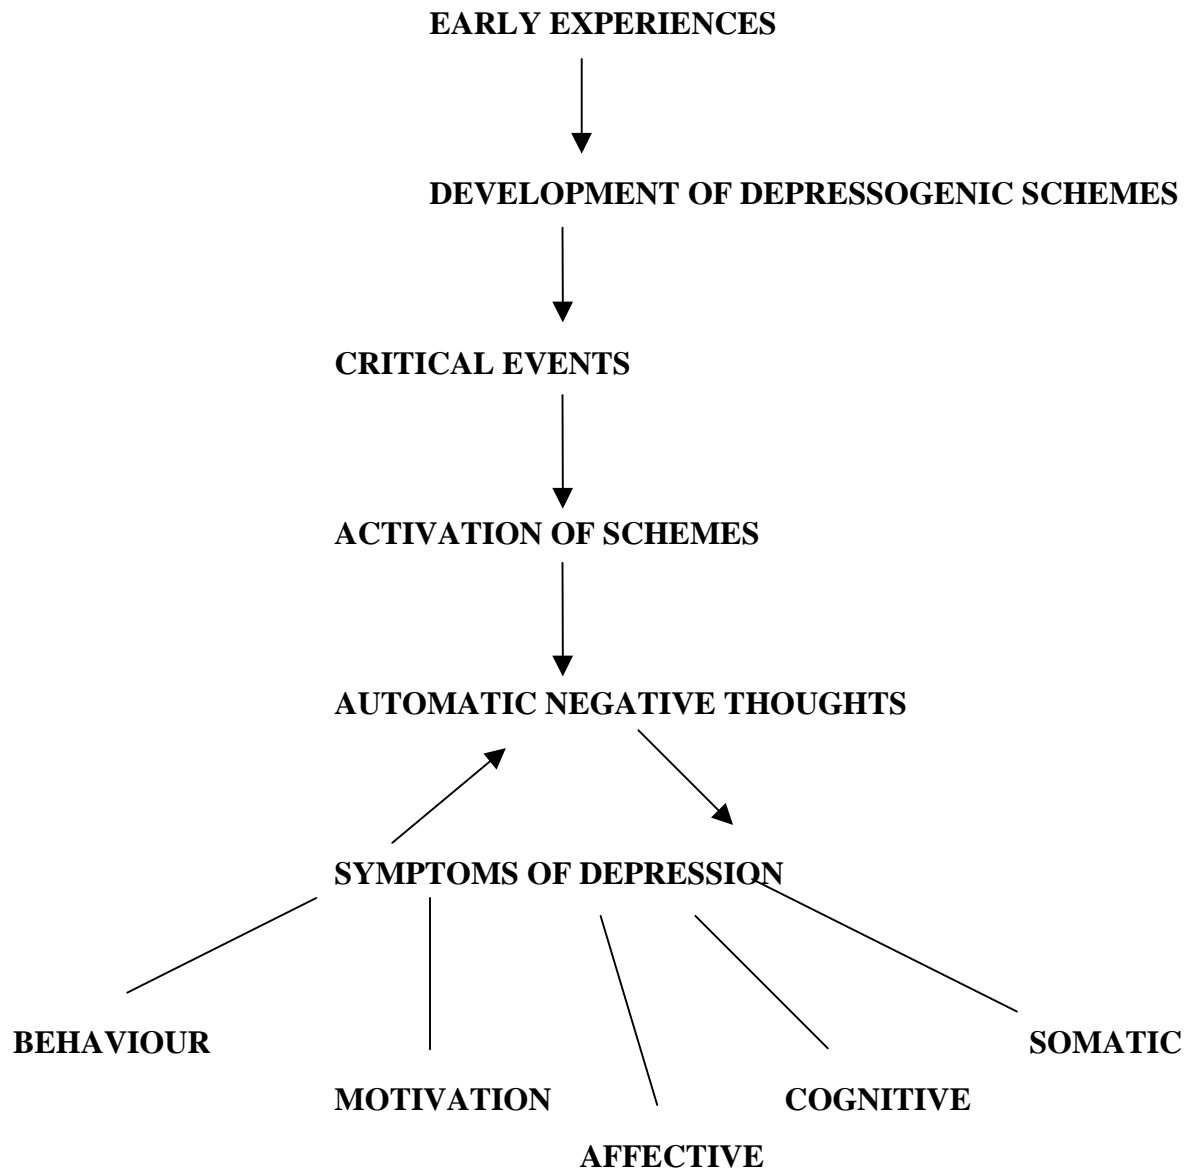 EARLY EXPERIENCES
DEVELOPMENT OF DEPRESSOGENIC SCHEMES
CRITICAL EVENTS
ACTIVATION OF SCHEMES
AUTOMATIC NEGATIVE THOUGHTS
SYMPTOMS OF DEPRESSION
BEHAVIOUR
SOMATIC
MOTIVATION
COGNITIVE
AFFECTIVE